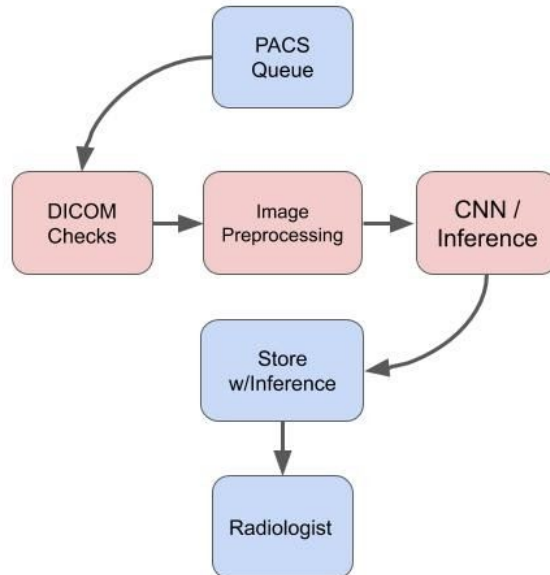 PACS
Queue
DICOM
Checks
Image
Preprocessing
CNN /
Inference
Store
w/Inference
Radiologist